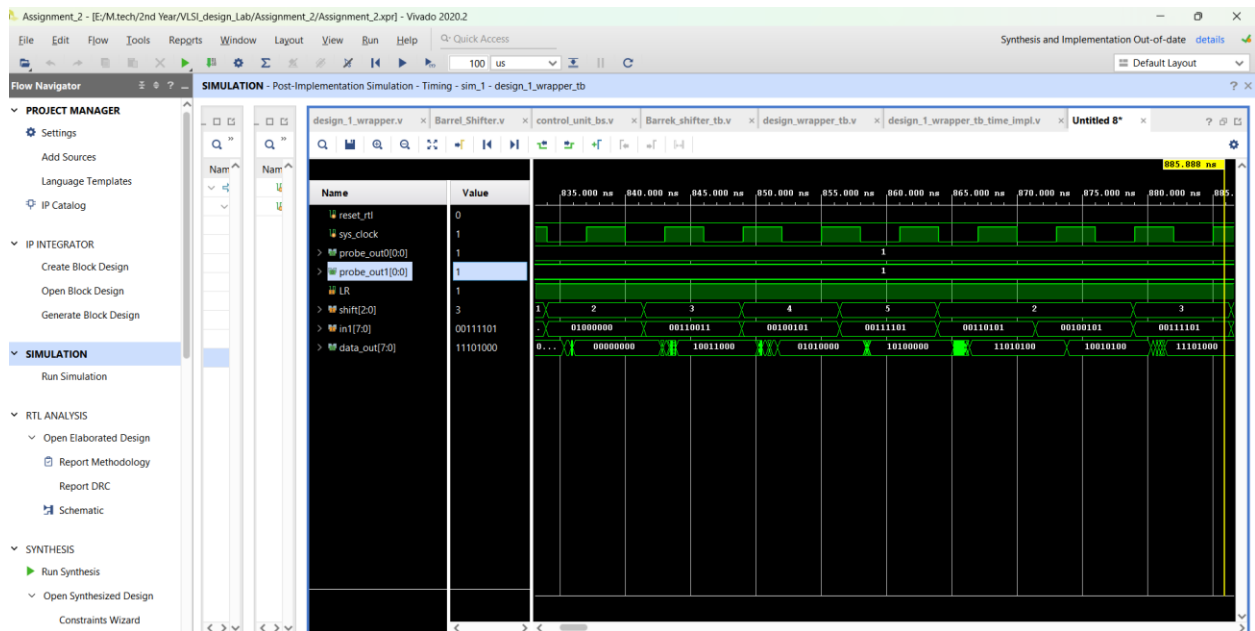 Assignment_2 - [E:/M.tech/2nd Year/VLSI_design_Lab/Assignment_2/Assignment_2.xpr] - Vivado 2020.2
File Edit Flow Tools Reports Window Layout View Run Help Q- Quick Access Synthesis and Implementation Out-of-date details
100 us Default Layout
Flow Navigator
SIMULATION - Post-Implementation Simulation - Timing - sim_1 - design_1_wrapper_tb
PROJECT MANAGER
Settings
Add Sources
Language Templates
IP Catalog
IP INTEGRATOR
Create Block Design
Open Block Design
Generate Block Design
SIMULATION
Run Simulation
RTL ANALYSIS
Open Elaborated Design
Report Methodology
Report DRC
Schematic
SYNTHESIS
Run Synthesis
Open Synthesized Design
Constraints Wizard
Nam Nam
design_1_wrapper.v Barrel_Shifter.v control_unit_bs.v Barrek_shifter_tb.v design_wrapper_tb.v design_1_wrapper_tb_time_impl.v Untitled 8*
885.888 ns
Name Value 835.000 ns 840.000 ns 845.000 ns 850.000 ns 855.000 ns 860.000 ns 865.000 ns 870.000 ns 875.000 ns 880.000 ns 885.
reset_rtl 0
sys_clock 1
probe_out0[0:0] 1 1
probe_out1[0:0] 1 1
LR 1
shift[2:0] 3 1 2 3 4 5 2 3
in1[7:0] 00111101 . 01000000 00110011 00100101 00111101 00110101 00100101 00111101
data_out[7:0] 11101000 0... 00000000 10011000 01010000 10100000 11010100 10010100 11101000